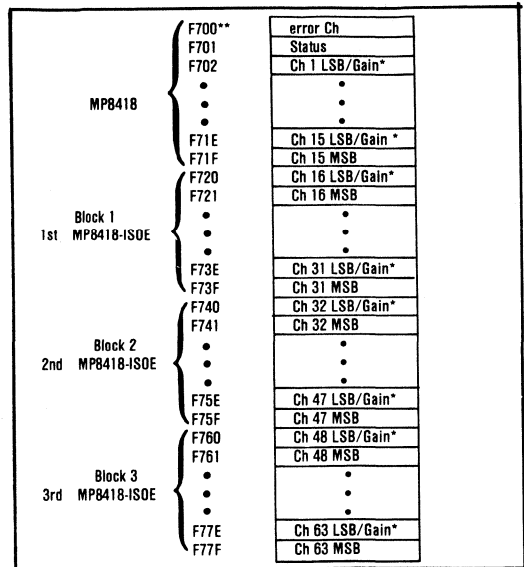 F700** error Ch
F701 Status
F702 Ch 1 LSB/Gain*
MP8418
F71E Ch 15 LSB/Gain *
F71F Ch 15 MSB
F720 Ch 16 LSB/Gain*
F721 Ch 16 MSB
Block 1
1st MP8418-ISOE
F73E Ch 31 LSB/Gain*
F73F Ch 31 MSB
F740 Ch 32 LSB/Gain*
F741 Ch 32 MSB
Block 2
2nd MP8418-ISOE
F75E Ch 47 LSB/Gain*
F75F Ch 47 MSB
F760 Ch 48 LSB/Gain*
F761 Ch 48 MSB
Block 3
3rd MP8418-ISOE
F77E Ch 63 LSB/Gain*
F77F Ch 63 MSB